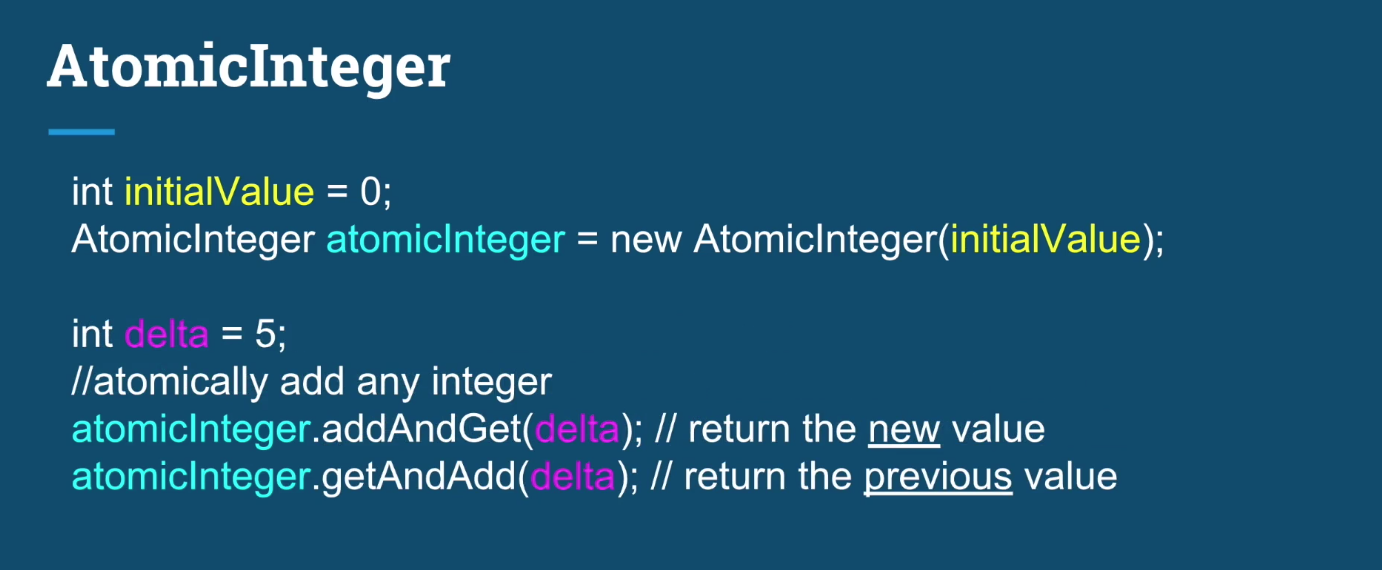 AtomicInteger
int initialValue = 0;
AtomicInteger atomicInteger = new AtomicInteger(initialValue);
int delta = 5;
//atomically add any integer
atomicInteger.addAndGet(delta); // return the new value
atomicInteger.getAndAdd(delta); // return the previous value